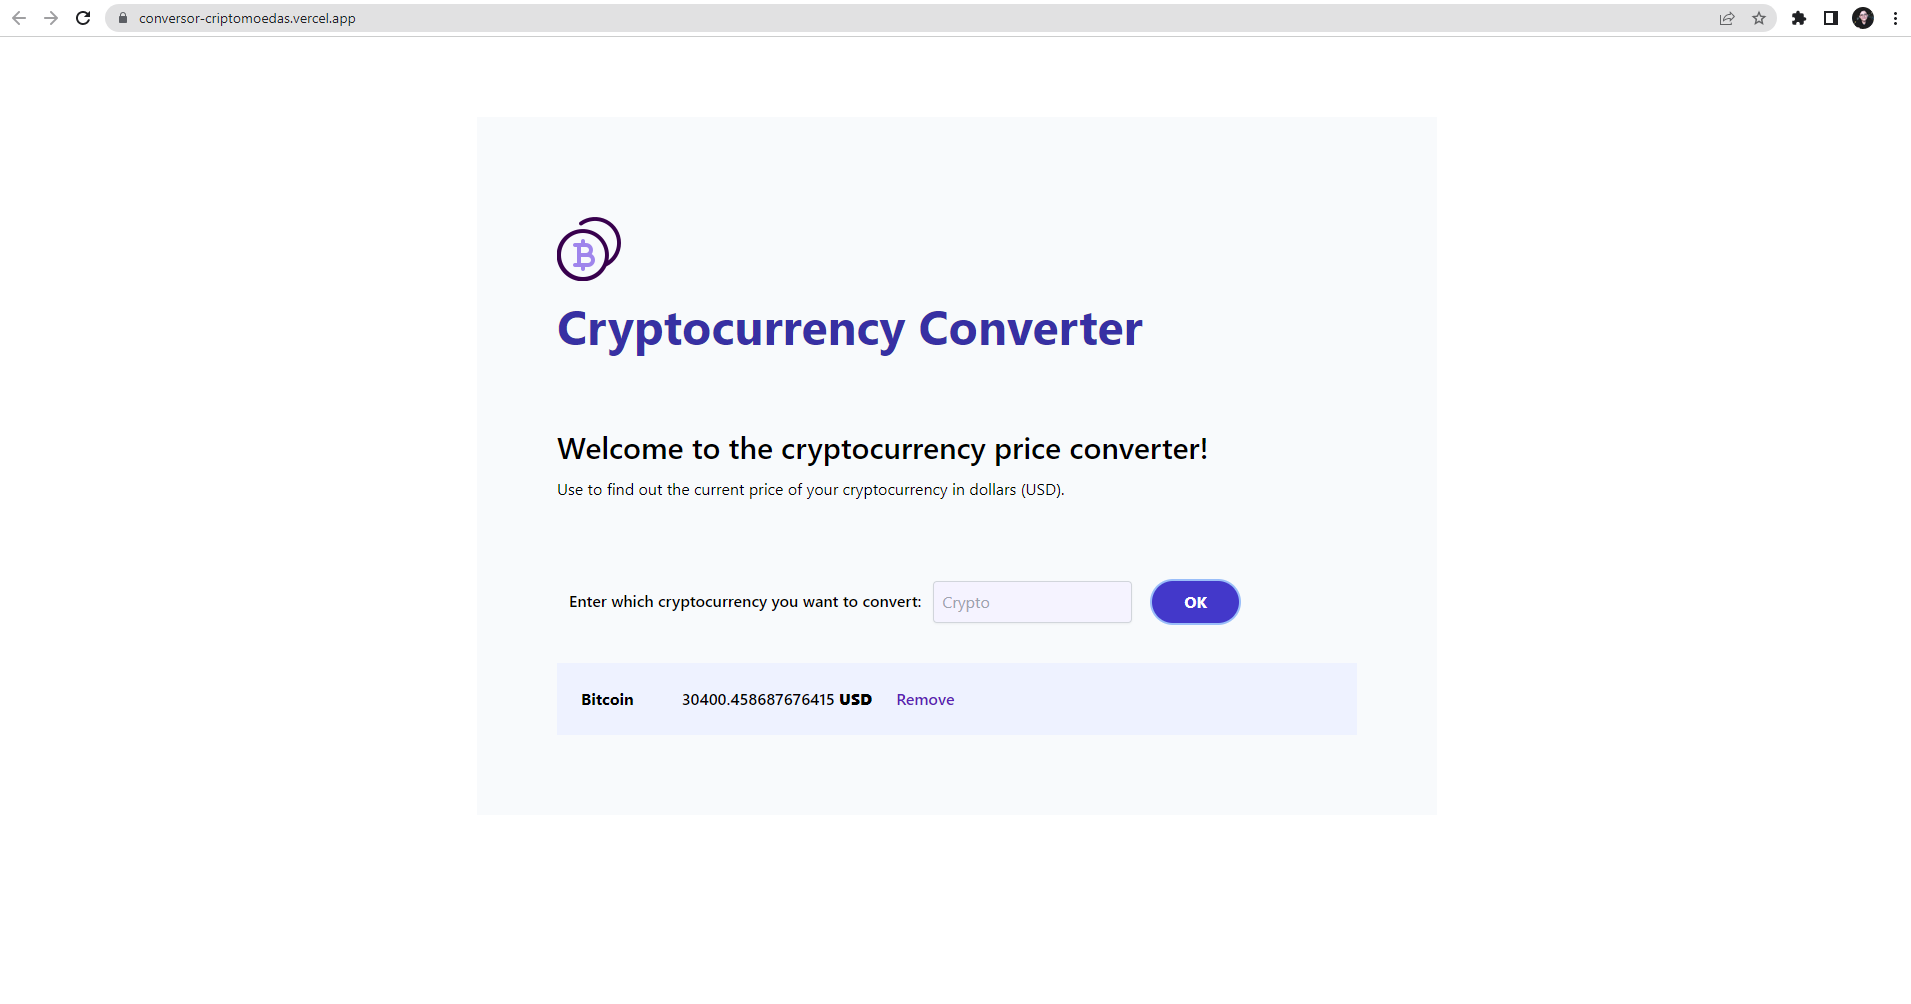 conversor-criptomoedas.vercel.app
Cryptocurrency Converter
Welcome to the cryptocurrency price converter!
Use to find out the current price of your cryptocurrency in dollars (USD).
Enter which cryptocurrency you want to convert: Crypto OK
Bitcoin 30400.458687676415 USD Remove